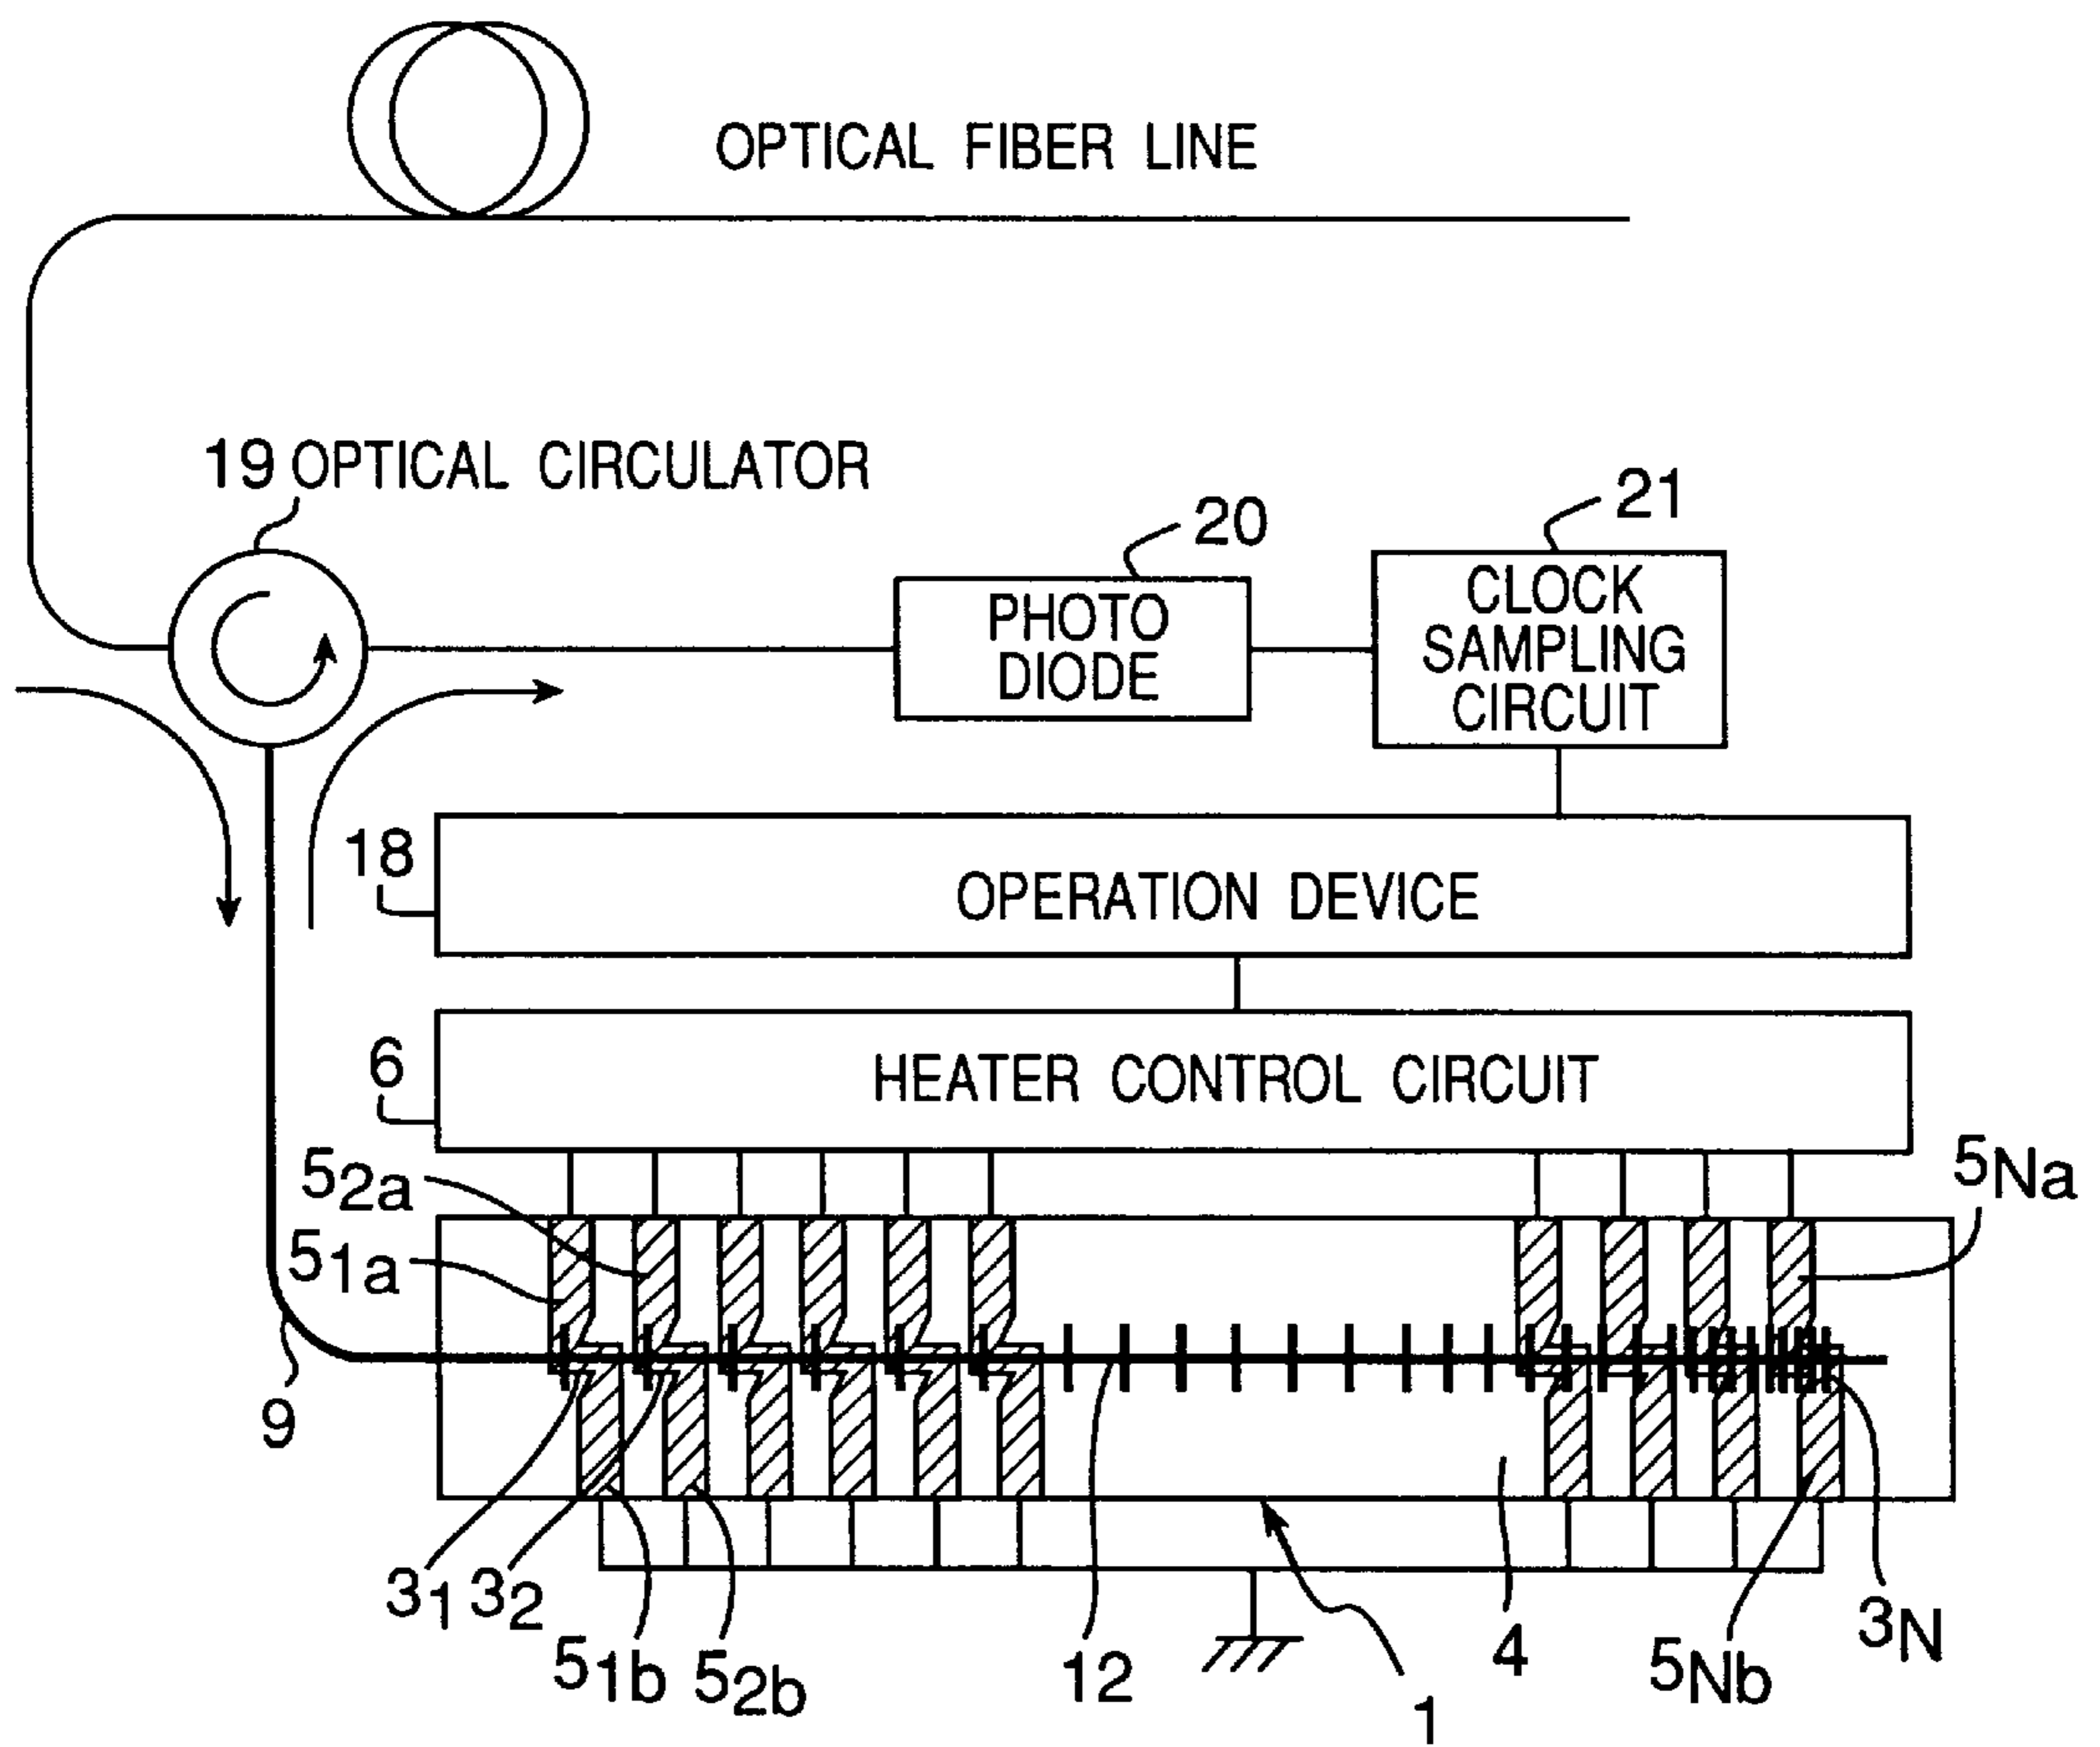 OPTICAL FIBER LINE
19 OPTICAL CIRCULATOR
20
21
PHOTO
DIODE
CLOCK
SAMPLING
CIRCUIT
18
OPERATION DEVICE
6
HEATER CONTROL CIRCUIT
52a
5Na
51a
9
31 32
51b 52b
12
1
4
5Nb
3N